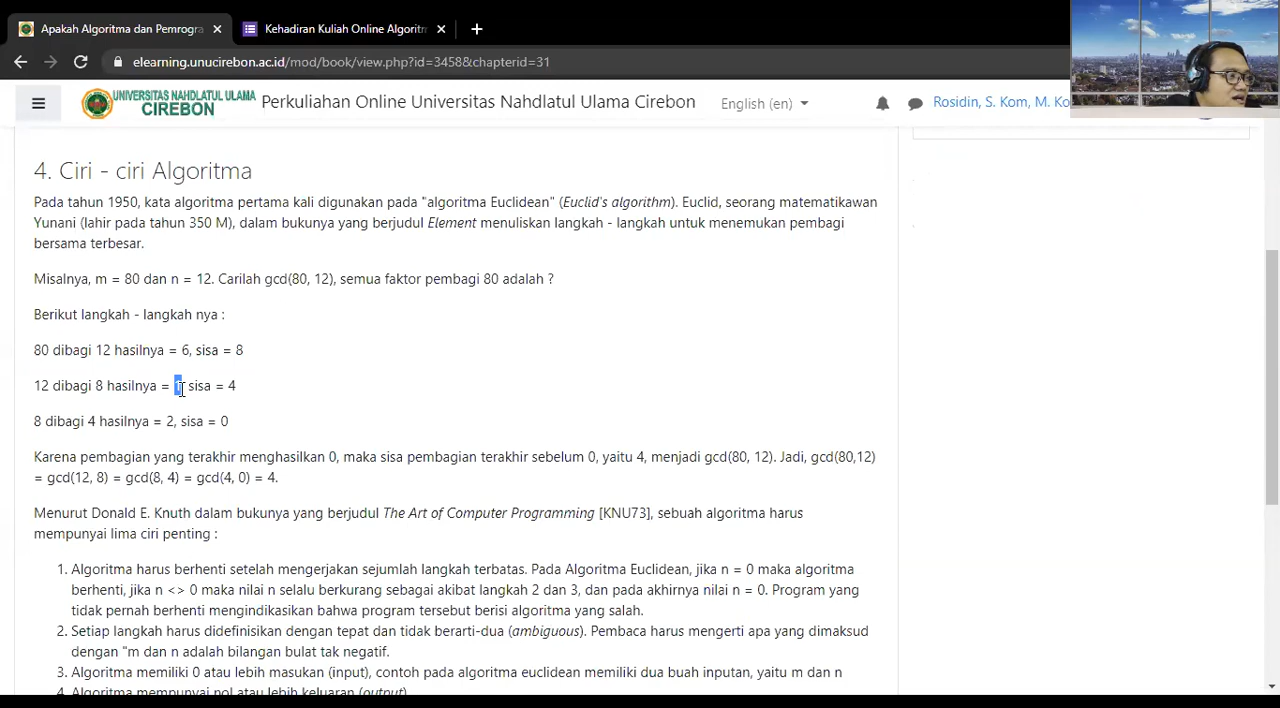 Apakah Algoritma dan Pemrogra
Kehadiran Kuliah Online Algoritm
elearning.unucirebon.ac.id/mod/book/view.php?id=3458&chapterid=31
UNIVERSITAS NAHDLATUL ULAMA
CIREBON
Perkuliahan Online Universitas Nahdlatul Ulama Cirebon
English (en)
Rosidin, S. Kom, M. Ko
4. Ciri - ciri Algoritma
Pada tahun 1950, kata algoritma pertama kali digunakan pada "algoritma Euclidean" (Euclid's algorithm). Euclid, seorang matematikawan
Yunani (lahir pada tahun 350 M), dalam bukunya yang berjudul Element menuliskan langkah - langkah untuk menemukan pembagi
bersama terbesar.
Misalnya, m = 80 dan n = 12. Carilah gcd(80, 12), semua faktor pembagi 80 adalah ?
Berikut langkah - langkah nya :
80 dibagi 12 hasilnya = 6, sisa = 8
12 dibagi 8 hasilnya = 1, sisa = 4
8 dibagi 4 hasilnya = 2, sisa = 0
Karena pembagian yang terakhir menghasilkan 0, maka sisa pembagian terakhir sebelum 0, yaitu 4, menjadi gcd(80, 12). Jadi, gcd(80,12)
= gcd(12, 8) = gcd(8, 4) = gcd(4, 0) = 4.
Menurut Donald E. Knuth dalam bukunya yang berjudul The Art of Computer Programming [KNU73], sebuah algoritma harus
mempunyai lima ciri penting :
1. Algoritma harus berhenti setelah mengerjakan sejumlah langkah terbatas. Pada Algoritma Euclidean, jika n = 0 maka algoritma
berhenti, jika n <> 0 maka nilai n selalu berkurang sebagai akibat langkah 2 dan 3, dan pada akhirnya nilai n = 0. Program yang
tidak pernah berhenti mengindikasikan bahwa program tersebut berisi algoritma yang salah.
2. Setiap langkah harus didefinisikan dengan tepat dan tidak berarti-dua (ambiguous). Pembaca harus mengerti apa yang dimaksud
dengan "m dan n adalah bilangan bulat tak negatif.
3. Algoritma memiliki 0 atau lebih masukan (input), contoh pada algoritma euclidean memiliki dua buah inputan, yaitu m dan n
4. Algoritma mempunyai nol atau lebih keluaran (output)